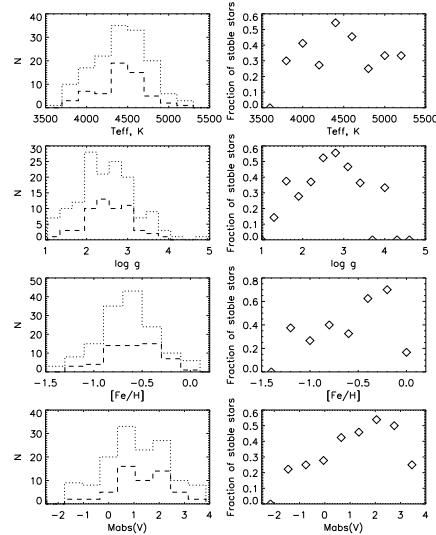 40
30
20
10
0
N
3500 4000 4500 5000 5500
Teff, K
0.6
0.5
0.4
0.3
0.2
0.1
0.0
Fraction of stable stars
3500 4000 4500 5000 5500
Teff, K
30
25
20
15
10
5
0
N
1 2 3 4 5
log g
0.6
0.5
0.4
0.3
0.2
0.1
0.0
Fraction of stable stars
1 2 3 4 5
log g
50
40
30
20
10
0
N
-1.5 -1.0 -0.5 0.0
[Fe/H]
0.8
0.6
0.4
0.2
0.0
Fraction of stable stars
-1.5 -1.0 -0.5 0.0
[Fe/H]
40
30
20
10
0
N
-2 -1 0 1 2 3 4
Mabs(V)
0.6
0.5
0.4
0.3
0.2
0.1
0.0
Fraction of stable stars
-2 -1 0 1 2 3 4
Mabs(V)